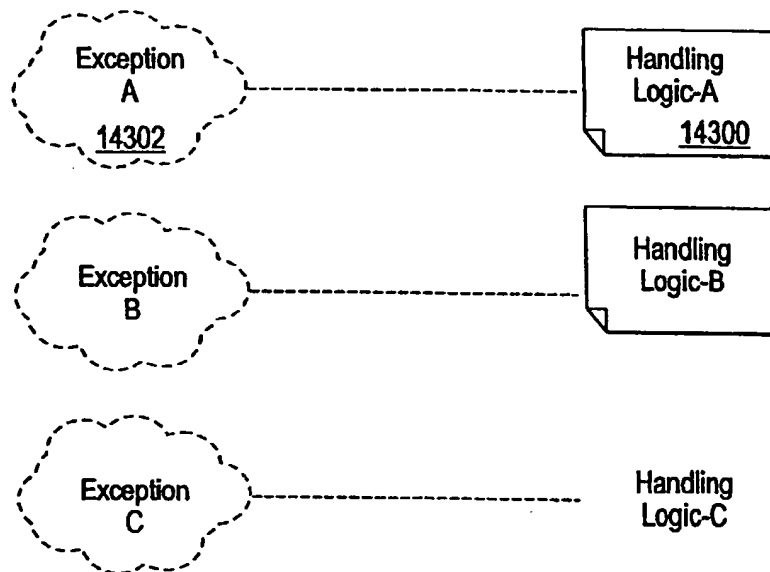 Exception
A
14302
Handling
Logic-A
14300
Exception
B
Handling
Logic-B
Exception
C
Handling
Logic-C